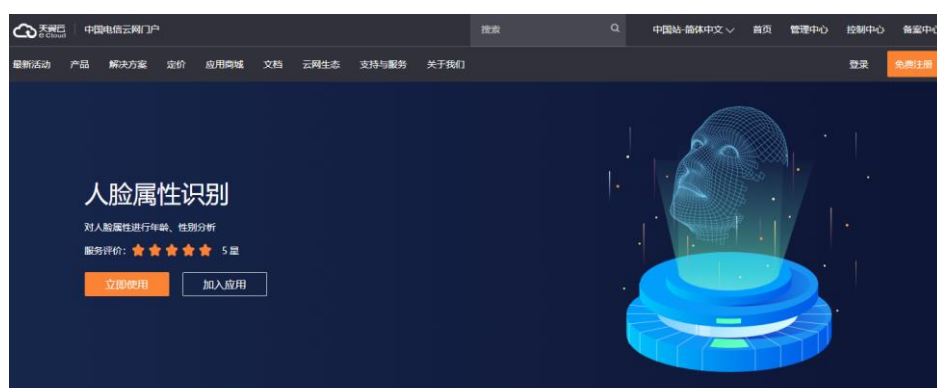 天翼云 中国电信云网门户 搜索 中国站-简体中文 首页 管理中心 控制中心 备案中心
e Cloud
最新活动 产品 解决方案 定价 应用商城 文档 云网生态 支持与服务 关于我们 登录 免费注册
人脸属性识别
对人脸属性进行年龄、性别分析
服务评价: 5星
立即使用 加入应用